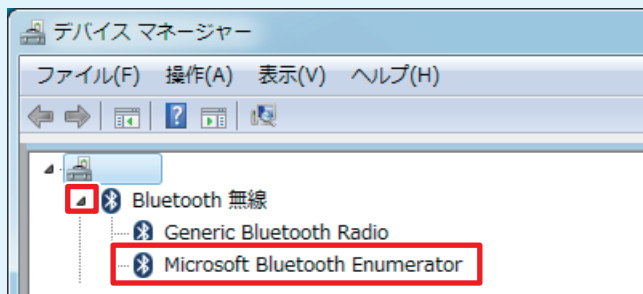 デバイス マネージャー
ファイル(F) 操作(A) 表示(V) ヘルプ(H)
Bluetooth 無線
Generic Bluetooth Radio
Microsoft Bluetooth Enumerator